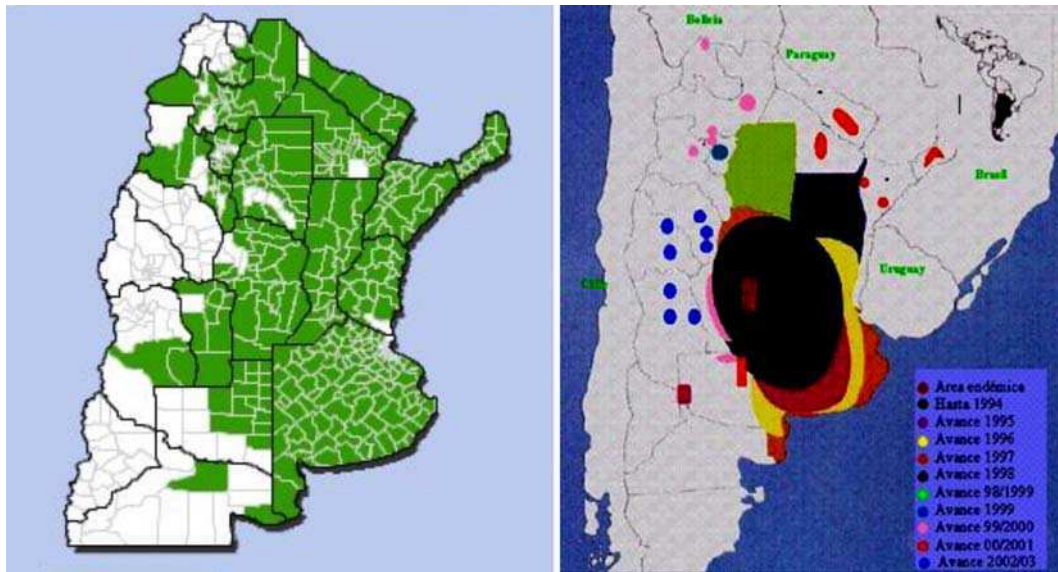 Bolivia
Paraguay
Brasil
Uruguay
Area endémica
Hasta 1994
Avance 1995
Avance 1996
Avance 1997
Avance 1998
Avance 98/1999
Avance 1999
Avance 99/2000
Avance 00/2001
Avance 2002/03